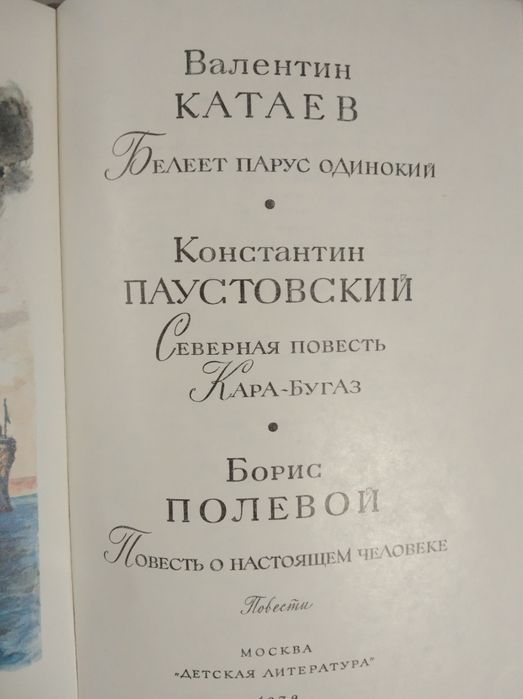 Валентин
КАТАЕВ
Белеет парус одинокий
Константин
ПАУСТОВСКИЙ
Северная повесть
Кара-Бугаз
Борис
ПОЛЕВОЙ
Повесть о настоящем человеке
Повести
МОСКВА
"ДЕТСКАЯ ЛИТЕРАТУРА"